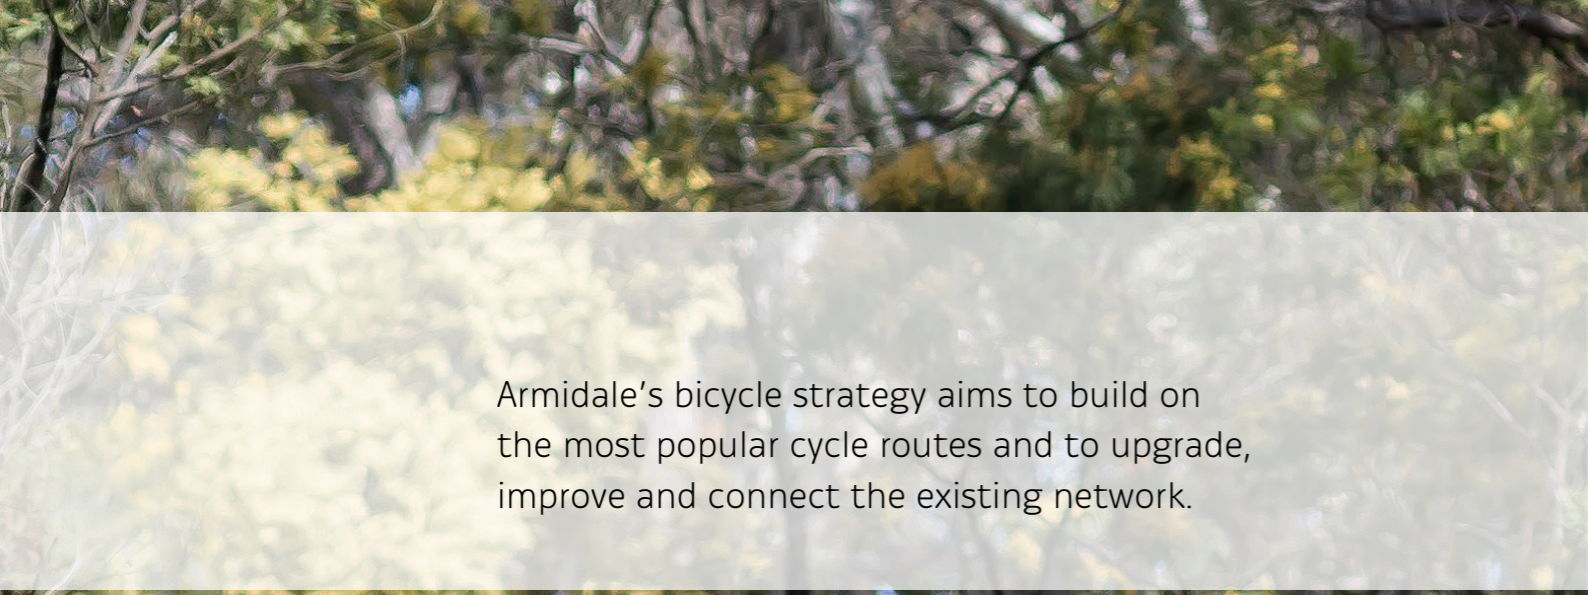 Armidale’s bicycle strategy aims to build on
the most popular cycle routes and to upgrade,
improve and connect the existing network.